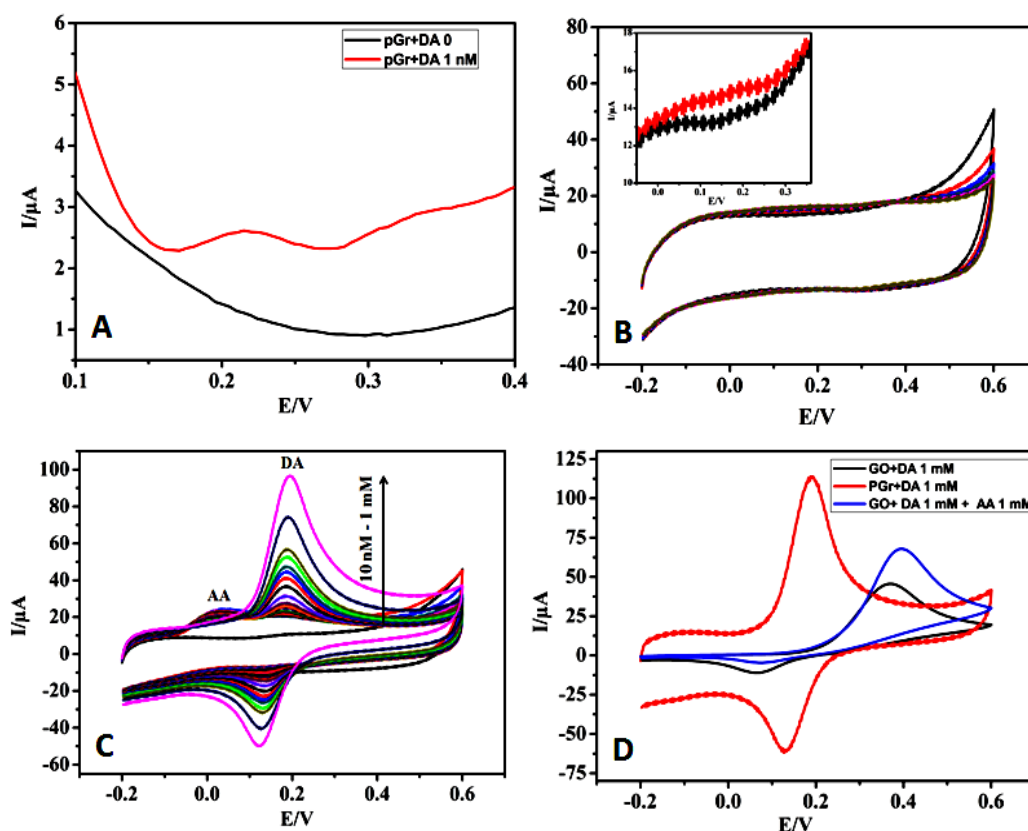 6
5
4
3
2
1
I/µA
pGr+DA 0
pGr+DA 1 nM
A
0.1
0.2
0.3
0.4
E/V
80
60
40
20
0
-20
-40
I/µA
18
16
14
12
10
I/µA
0.0
0.1
0.2
0.3
E/V
B
-0.2
0.0
0.2
0.4
0.6
E/V
100
80
60
40
20
0
-20
-40
-60
I/µA
DA
AA
10 nM - 1 mM
C
-0.2
0.0
0.2
0.4
0.6
E/V
125
100
75
50
25
0
-25
-50
-75
I/µA
GO+DA 1 mM
PGr+DA 1 mM
GO+ DA 1 mM + AA 1 mM
D
-0.2
0.0
0.2
0.4
0.6
E/V